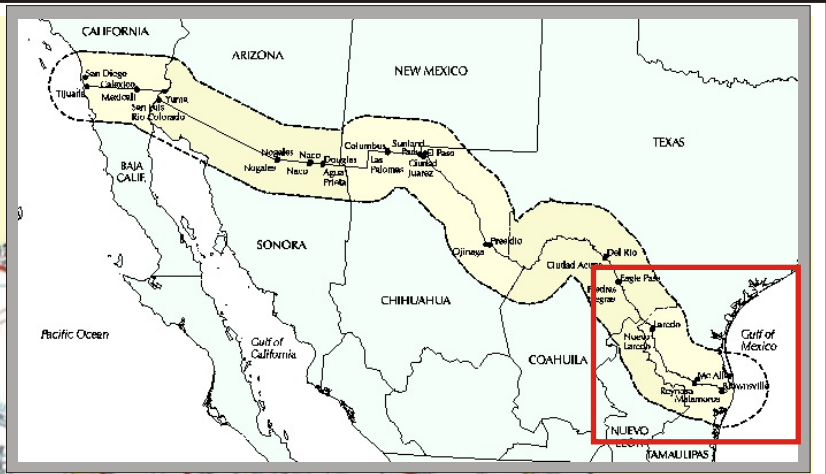 CALIFORNIA
ARIZONA
NEW MEXICO
TEXAS
San Diego
Tijuana
Calexico
Mexicali
Yuma
San Luis
Rio Colorado
BAJA
CALIF.
Nogales
Nogales
Naco
Naco
Douglas
Agua
Prieta
Columbus
Las
Palomas
Sunland
Park
El Paso
Ciudad
Juarez
SONORA
Ojinaga
Presidio
CHIHUAHUA
Del Rio
Ciudad Acuna
Eagle Pass
Piedras
Negras
Laredo
Nuevo
Laredo
COAHUILA
Gulf of
Mexico
Mc Allen
Reynosa
Brownsville
Matamoros
NUEVO
LEON
TAMAULIPAS
Pacific Ocean
Gulf of
California